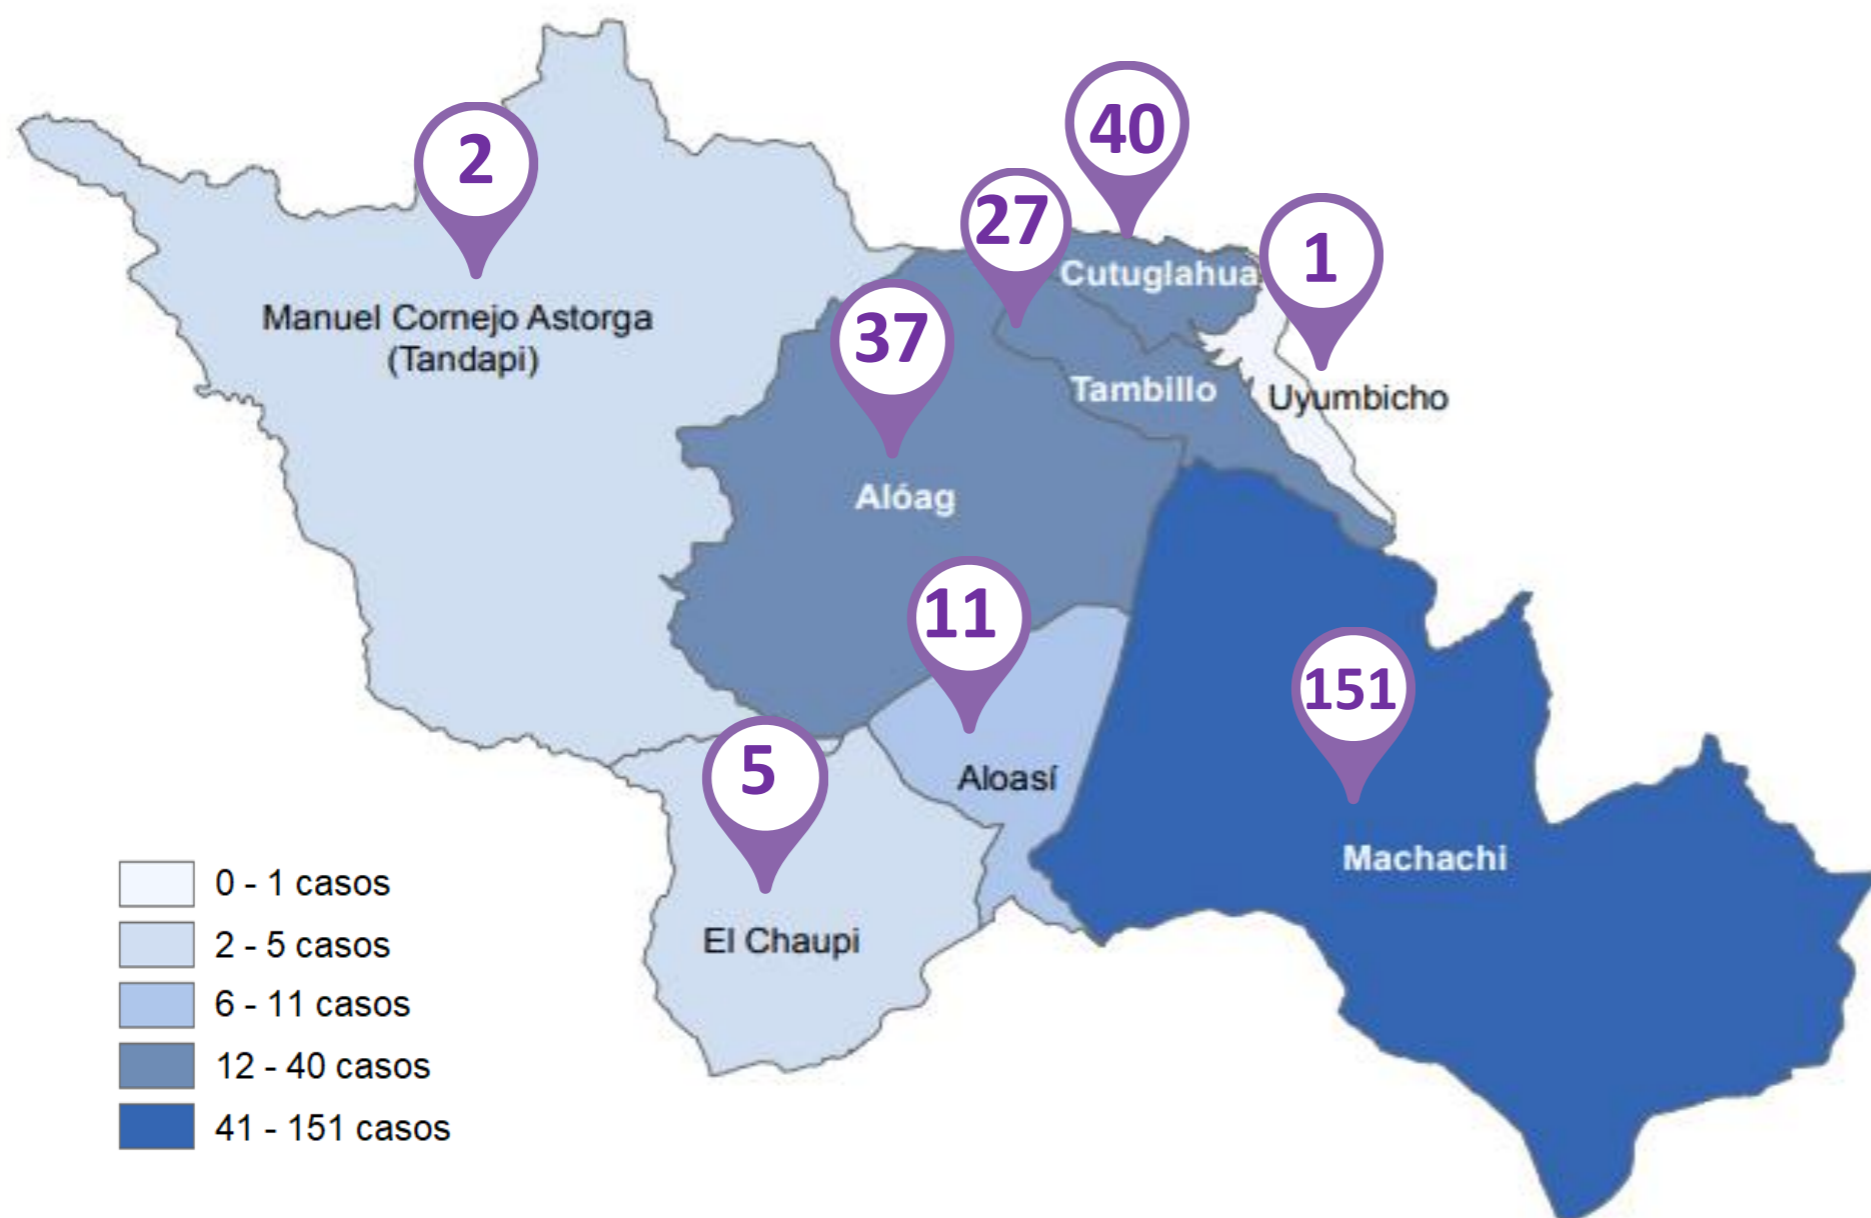 40
2
27
1
Cutuglahua
Manuel Cornejo Astorga
(Tandapi)
37
Tambillo
Uyumbicho
Alóag
11
151
5
Aloasí
Machachi
El Chaupi
0 - 1 casos
2 - 5 casos
6 - 11 casos
12 - 40 casos
41 - 151 casos